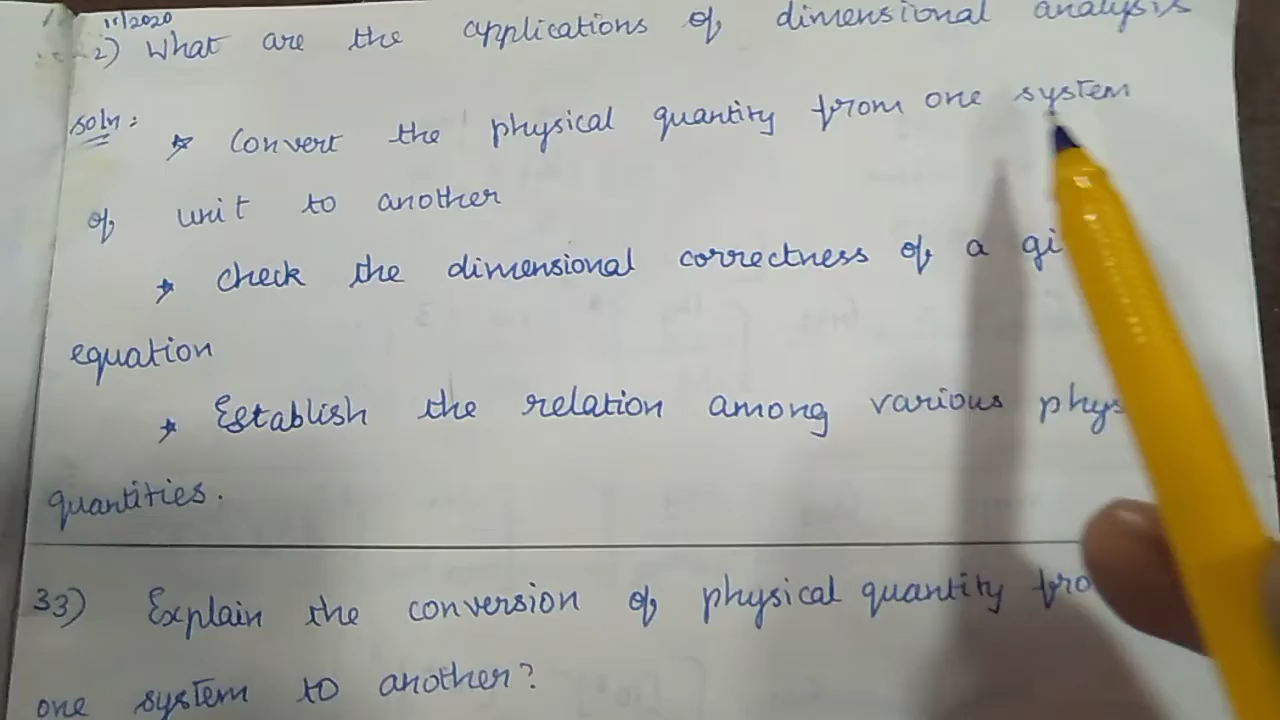 11/2020
2) What are the applications of dimensional analysis
Soln:
* Convert the physical quantity from one system
of unit to another
* Check the dimensional correctness of a gi
equation
* Establish the relation among various phys
quantities.
33) Explain the conversion of physical quantity fro
one system to another?